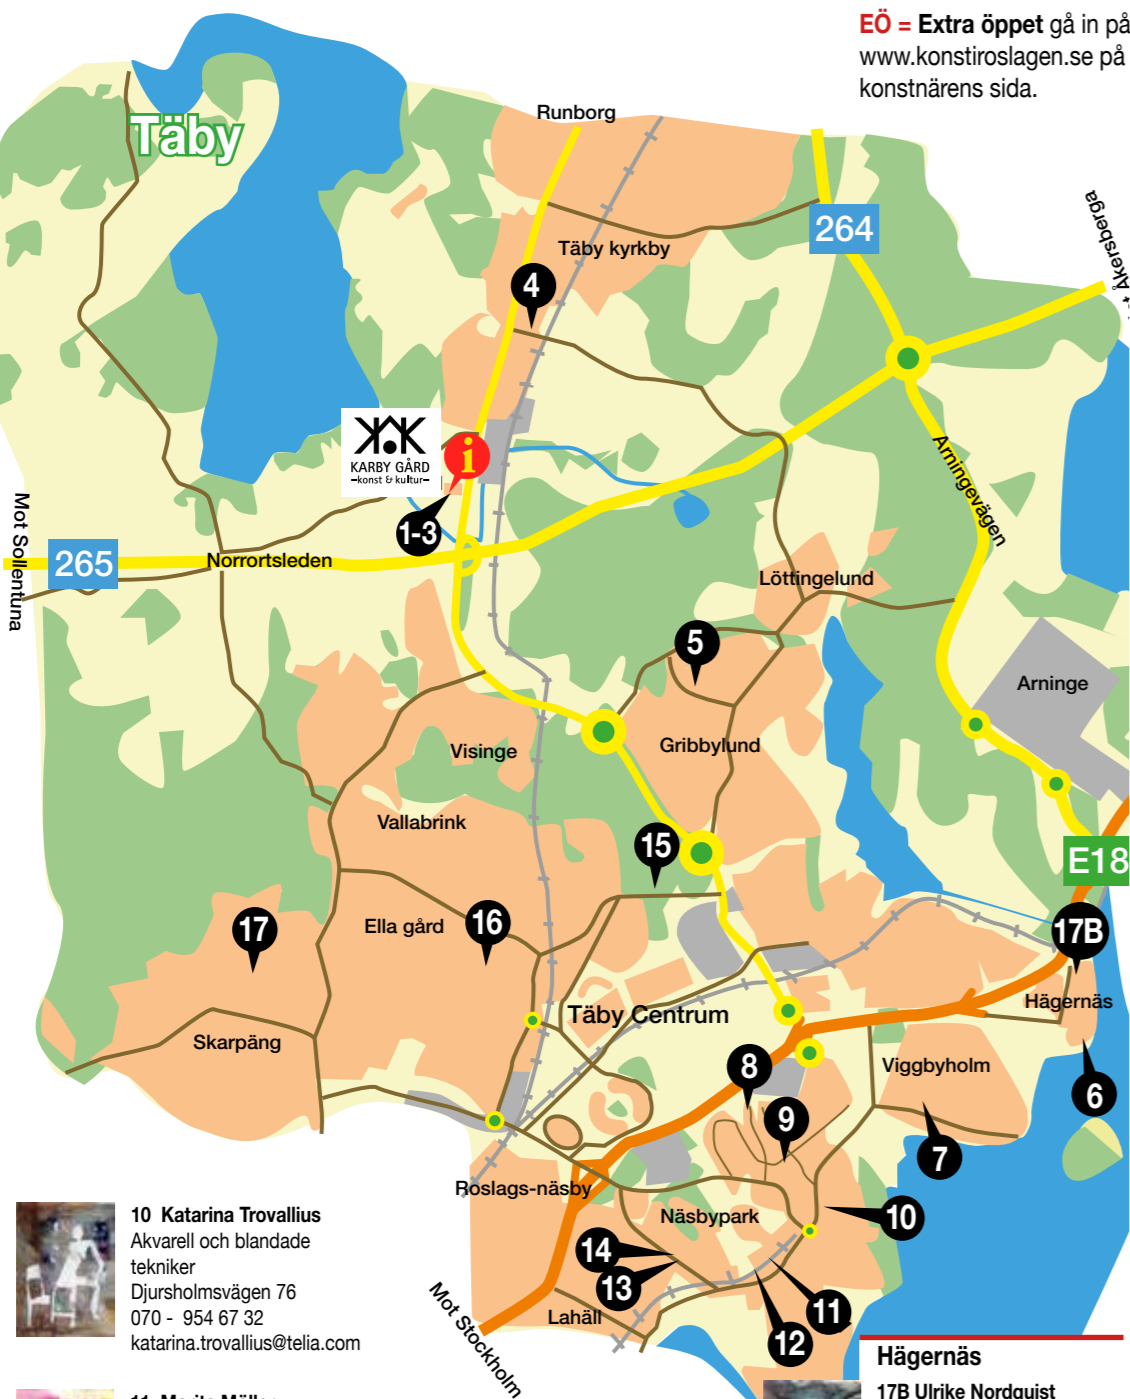 EÖ = Extra öppet gå in på
www.konstiroslagen.se på
konstnärens sida.
Täby
Runborg
264
Täby kyrkby
4
Åkersberga
KARBY GÅRD
konst & kultur
i
1-3
Arningevägen
Mot Sollentuna
265
Norrortsleden
Löttingelund
5
Arninge
Visinge
Gribbylund
Vallabrink
15
E18
17
Ella gård
16
17B
Hägernäs
Täby Centrum
Skarpäng
Viggbyholm
8
6
9
7
Roslags-näsby
10
Näsbypark
14
13
11
Lahäll
12
Mot Stockholm
10 Katarina Trovallius
Akvarell och blandade
tekniker
Djursholmsvägen 76
070 - 954 67 32
katarina.trovallius@telia.com
Hägernäs
17B Ulrike Nordquist